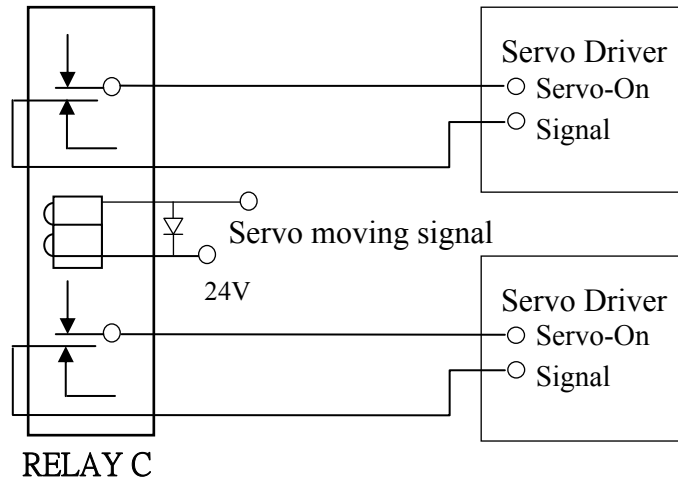 Servo Driver
Servo-On
Signal
Servo moving signal
24V
Servo Driver
Servo-On
Signal
RELAY C